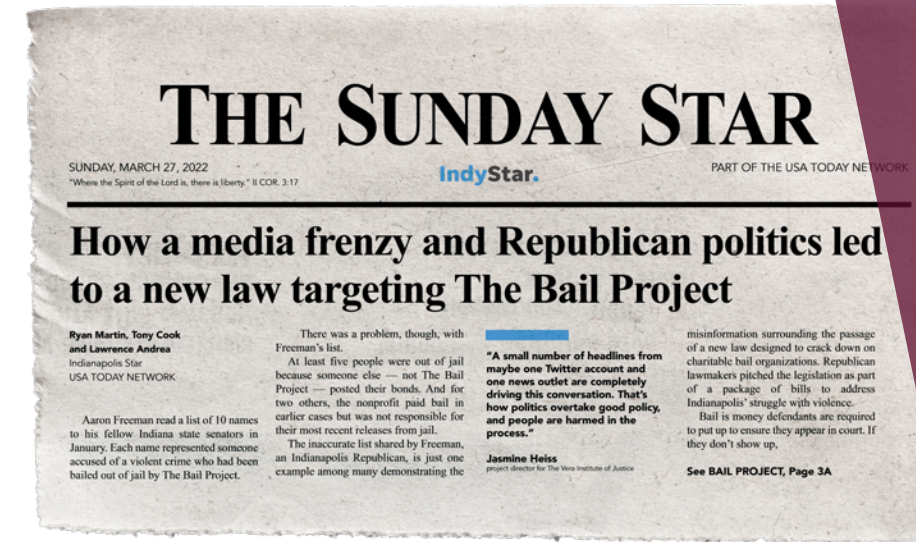 THE SUNDAY STAR
SUNDAY, MARCH 27, 2022
"Where the Spirit of the Lord is, there is liberty." II COR. 3:17
IndyStar.
PART OF THE USA TODAY NETWORK
How a media frenzy and Republican politics led
to a new law targeting The Bail Project
Ryan Martin, Tony Cook
and Lawrence Andrea
Indianapolis Star
USA TODAY NETWORK
Aaron Freeman read a list of 10 names
to his fellow Indiana state senators in
January. Each name represented someone
accused of a violent crime who had been
bailed out of jail by The Bail Project.
There was a problem, though, with
Freeman's list.
At least five people were out of jail
because someone else — not The Bail
Project — posted their bonds. And for
two others, the nonprofit paid bail in
earlier cases but was not responsible for
their most recent releases from jail.
The inaccurate list shared by Freeman,
an Indianapolis Republican, is just one
example among many demonstrating the
"A small number of headlines from
maybe one Twitter account and
one news outlet are completely
driving this conversation. That's
how politics overtake good policy,
and people are harmed in the
process."
Jasmine Heiss
project director for The Vera Institute of Justice
misinformation surrounding the passage
of a new law designed to crack down on
charitable bail organizations. Republican
lawmakers pitched the legislation as part
of a package of bills to address
Indianapolis' struggle with violence.
Bail is money defendants are required
to put up to ensure they appear in court. If
they don't show up,
See BAIL PROJECT, Page 3A